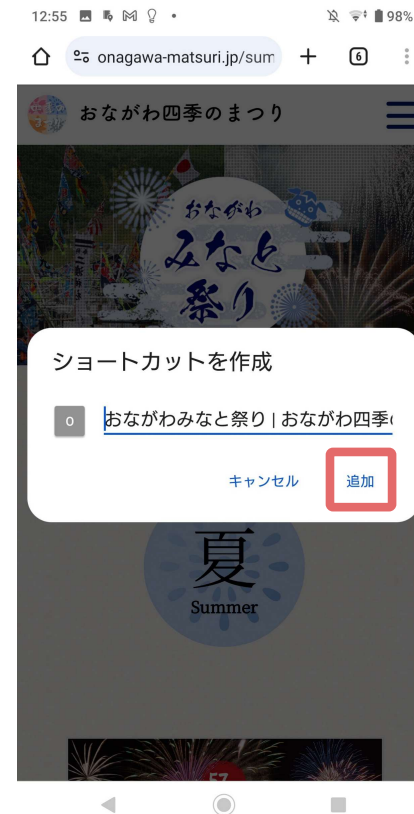 12:55
98%
onagawa-matsuri.jp/sum
6
おながわ四季のまつり
おながわ
みなと
祭り
ショートカットを作成
O
おながわみなと祭り | おながわ四季
キャンセル
追加
夏
Summer
57